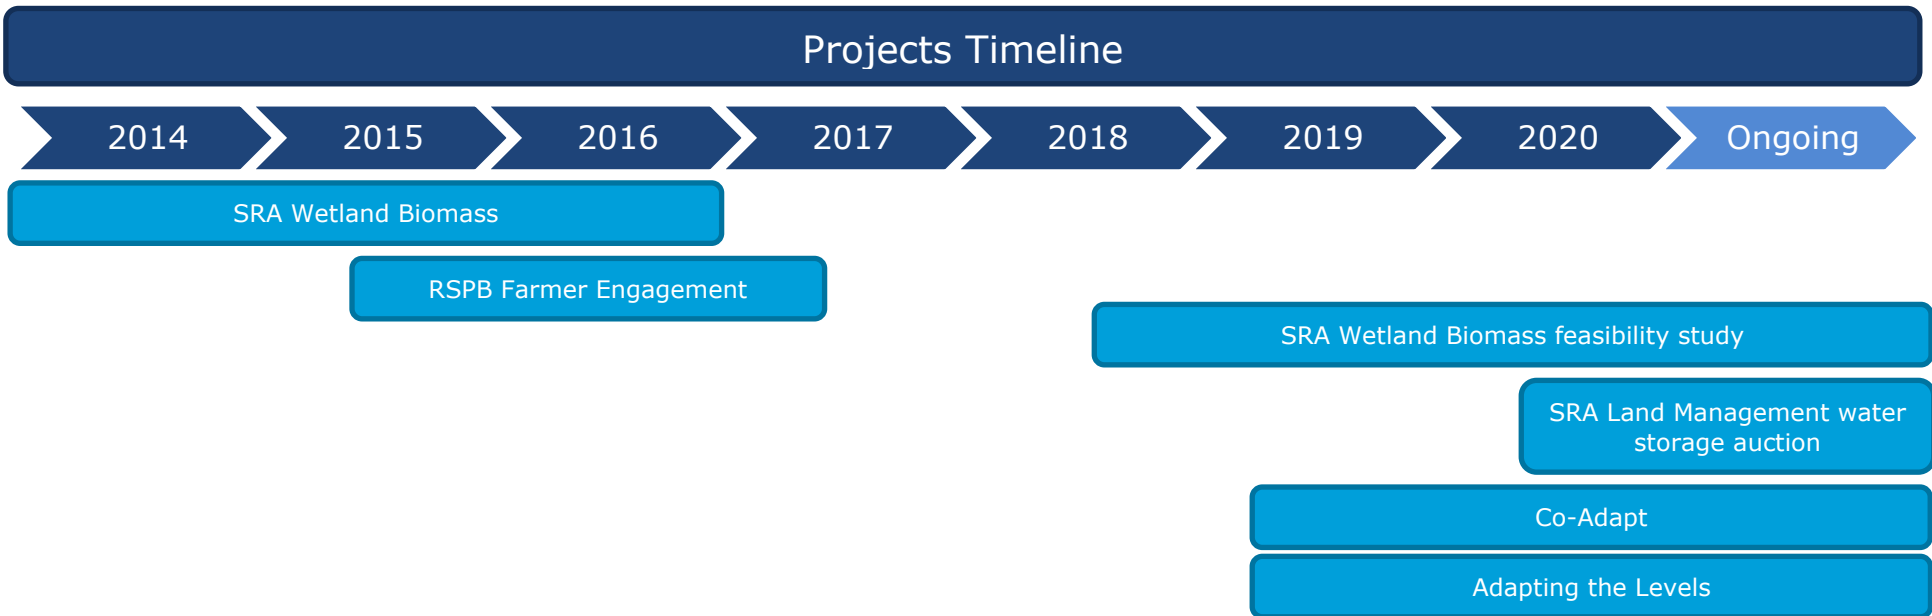 Projects Timeline
2014 2015 2016 2017 2018 2019 2020 Ongoing
SRA Wetland Biomass
RSPB Farmer Engagement
SRA Wetland Biomass feasibility study
SRA Land Management water
storage auction
Co-Adapt
Adapting the Levels